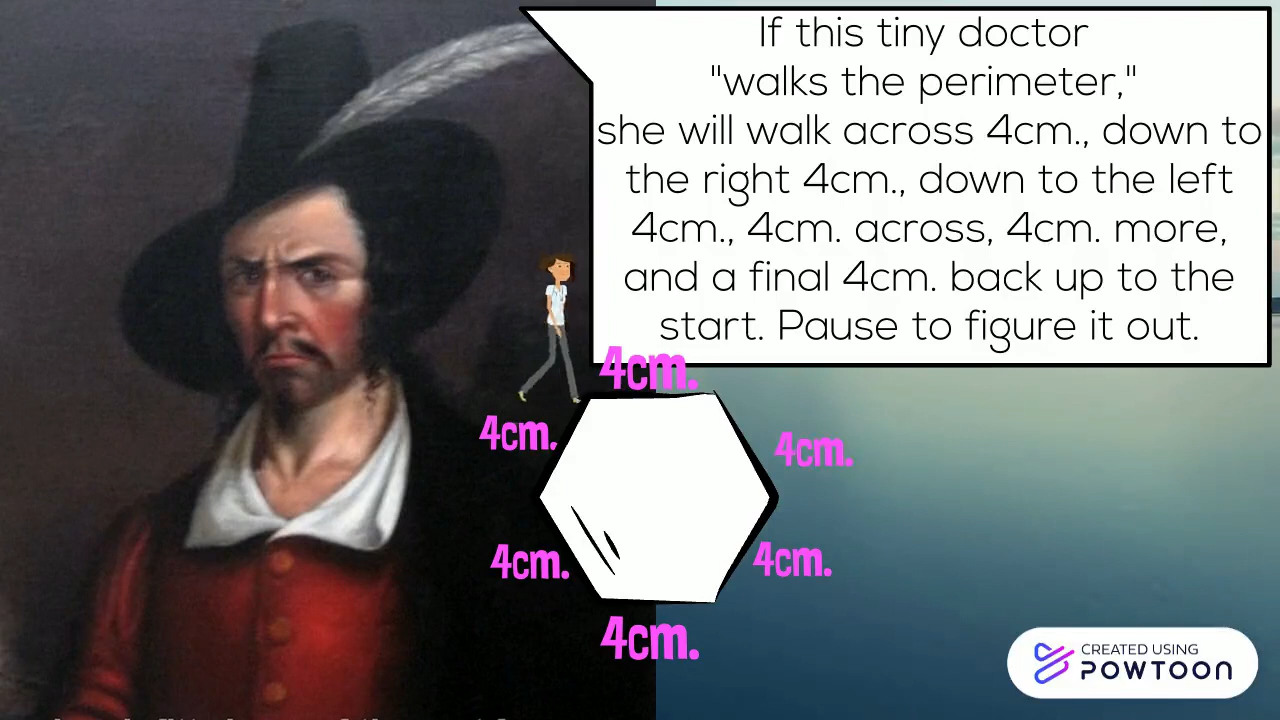 If this tiny doctor
"walks the perimeter,"
she will walk across 4cm., down to
the right 4cm., down to the left
4cm., 4cm. across, 4cm. more,
and a final 4cm. back up to the
start. Pause to figure it out.
4cm.
4cm.
4cm.
4cm.
4cm.
4cm.
CREATED USING
POWTOON